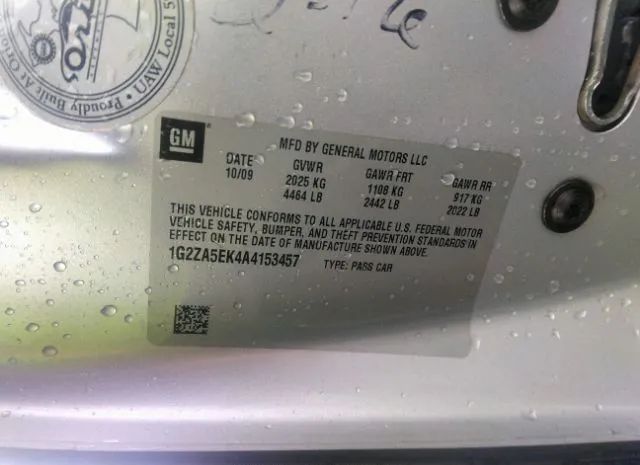 Proudly Built At Orion
UAW Local 5
GM
MFD BY GENERAL MOTORS LLC
DATE GVWR GAWR FRT GAWR RR
10/09 2025 KG 1108 KG 917 KG
4464 LB 2442 LB 2022 LB
THIS VEHICLE CONFORMS TO ALL APPLICABLE U.S. FEDERAL MOTOR
VEHICLE SAFETY, BUMPER, AND THEFT PREVENTION STANDARDS IN
EFFECT ON THE DATE OF MANUFACTURE SHOWN ABOVE.
1G2ZA5EK4A4153457 TYPE: PASS CAR